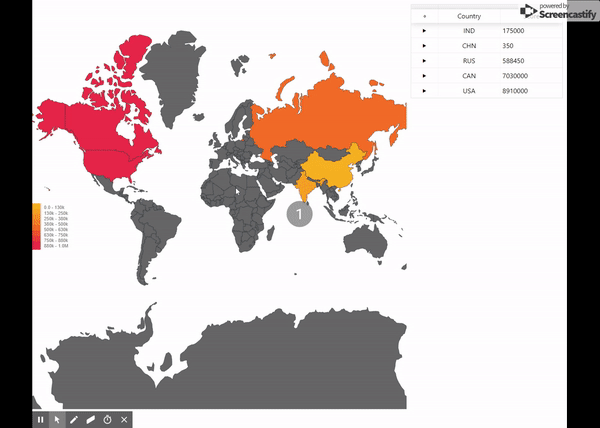 powered by
Screencastify
+ Country
▶ IND 175000
▶ CHN 350
▶ RUS 588450
▶ CAN 7030000
▶ USA 8910000
1
0.0 - 130k
130k - 250k
250k - 380k
380k - 500k
500k - 630k
630k - 750k
750k - 880k
880k - 1.0M